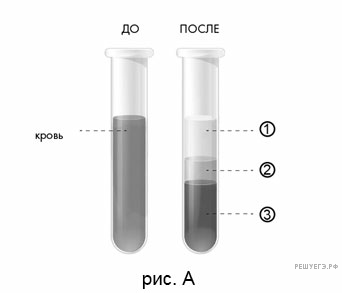 ДО ПОСЛЕ
кровь
1
2
3
РЕШУЕГЭ.РФ
рис. А